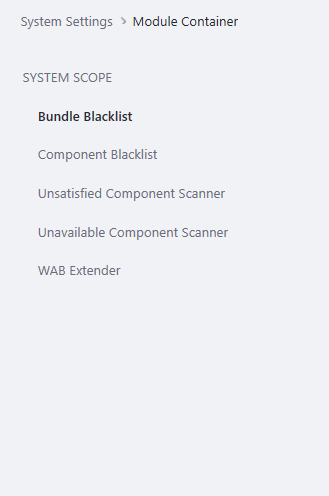 System Settings > Module Container
SYSTEM SCOPE
Bundle Blacklist
Component Blacklist
Unsatisfied Component Scanner
Unavailable Component Scanner
WAB Extender